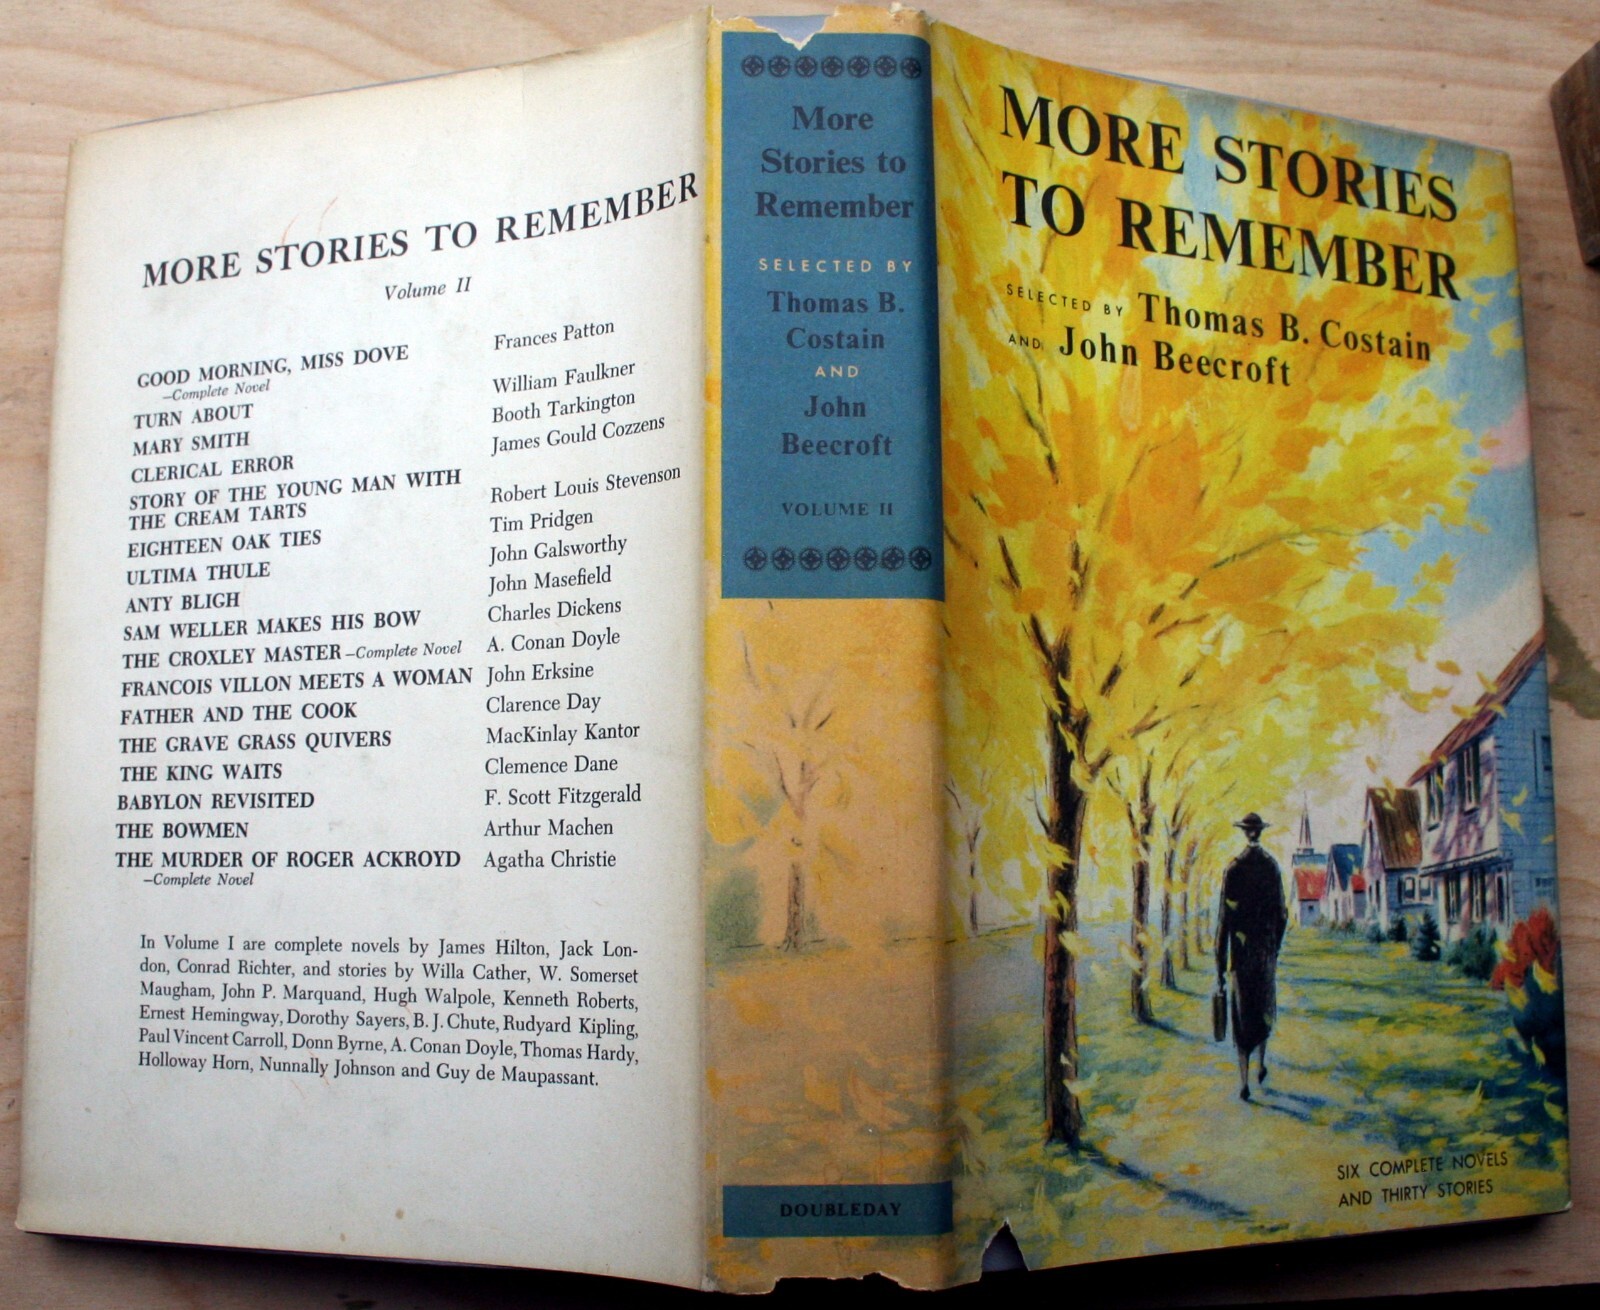 MORE STORIES TO REMEMBER
Volume II
GOOD MORNING, MISS DOVE Frances Patton
—Complete Novel
TURN ABOUT William Faulkner
MARY SMITH Booth Tarkington
CLERICAL ERROR James Gould Cozzens
STORY OF THE YOUNG MAN WITH
THE CREAM TARTS Robert Louis Stevenson
EIGHTEEN OAK TIES Tim Pridgen
ULTIMA THULE John Galsworthy
ANTY BLIGH John Masefield
SAM WELLER MAKES HIS BOW Charles Dickens
THE CROXLEY MASTER—Complete Novel A. Conan Doyle
FRANCOIS VILLON MEETS A WOMAN John Erksine
FATHER AND THE COOK Clarence Day
THE GRAVE GRASS QUIVERS MacKinlay Kantor
THE KING WAITS Clemence Dane
BABYLON REVISITED F. Scott Fitzgerald
THE BOWMEN Arthur Machen
THE MURDER OF ROGER ACKROYD Agatha Christie
—Complete Novel
In Volume I are complete novels by James Hilton, Jack Lon-
don, Conrad Richter, and stories by Willa Cather, W. Somerset
Maugham, John P. Marquand, Hugh Walpole, Kenneth Roberts,
Ernest Hemingway, Dorothy Sayers, B. J. Chute, Rudyard Kipling,
Paul Vincent Carroll, Donn Byrne, A. Conan Doyle, Thomas Hardy,
Holloway Horn, Nunnally Johnson and Guy de Maupassant.
More
Stories to
Remember
SELECTED BY
Thomas B.
Costain
AND
John
Beecroft
VOLUME II
DOUBLEDAY
MORE STORIES
TO REMEMBER
SELECTED BY Thomas B. Costain
AND John Beecroft
SIX COMPLETE NOVELS
AND THIRTY STORIES